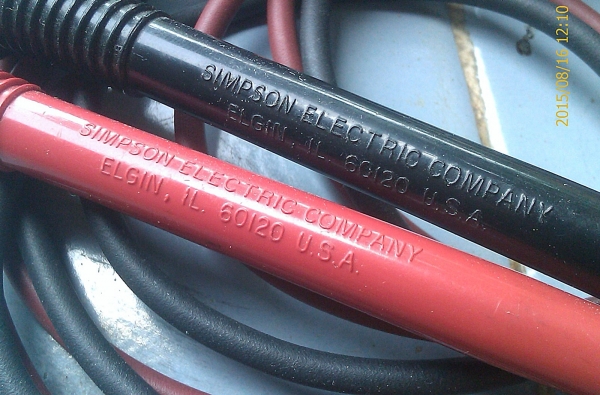 SIMPSON ELECTRIC COMPANY
ELGIN, IL 60120 U.S.A.
SIMPSON ELECTRIC COMPANY
ELGIN, IL. 60120 U.S.A.
2015/08/16 12:10